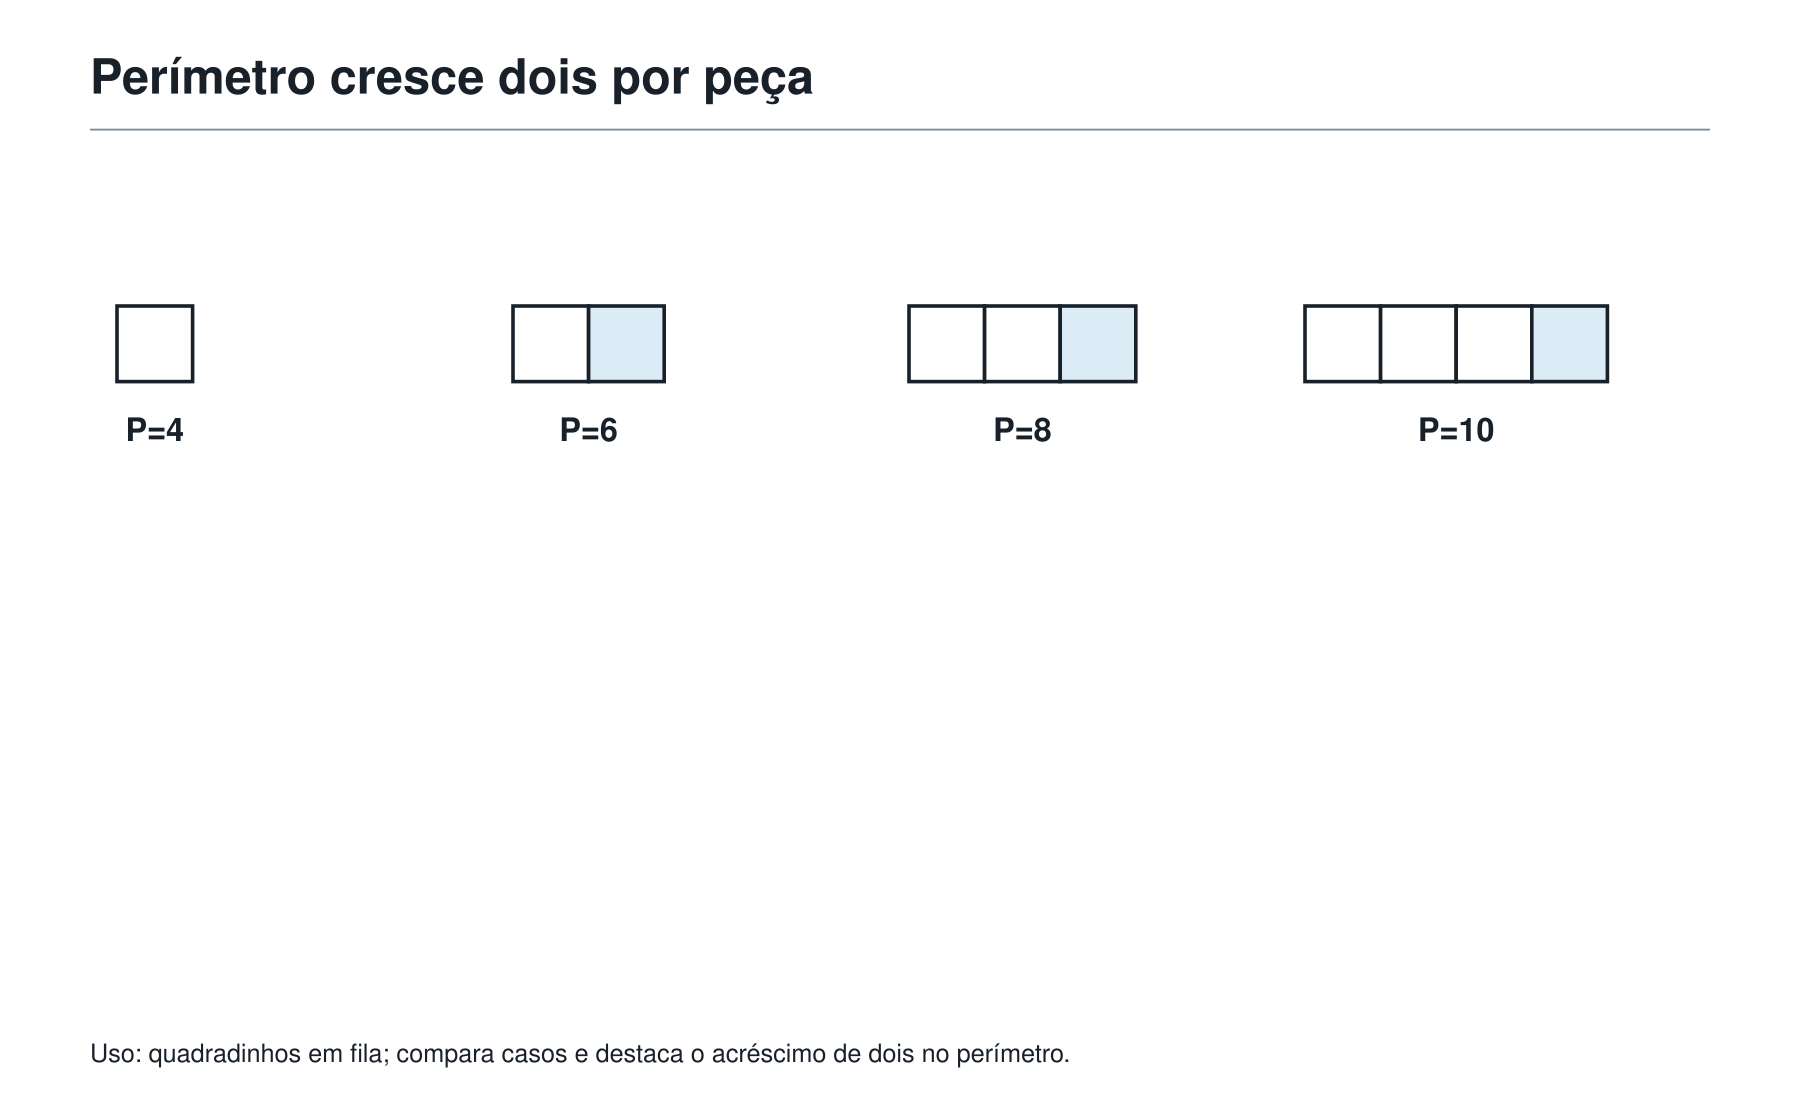 Perímetro cresce dois por peça
P=4
P=6
P=8
P=10
Uso: quadradinhos em fila; compara casos e destaca o acréscimo de dois no perímetro.